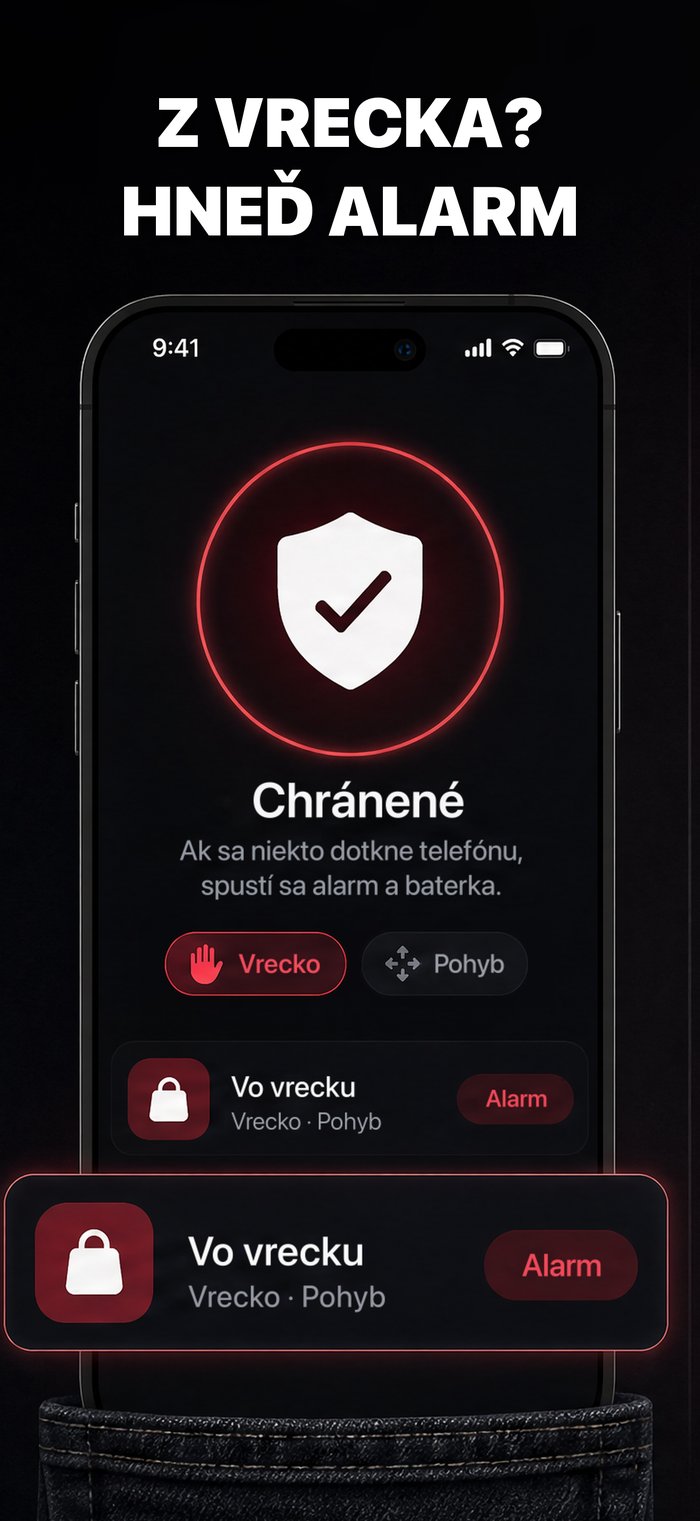 Z VRECKA?
HNEĎ ALARM
9:41
Chránené
Ak sa niekto dotkne telefónu,
spustí sa alarm a baterka.
Vrecko
Pohyb
Vo vrecku
Vrecko · Pohyb
Alarm
Vo vrecku
Vrecko · Pohyb
Alarm